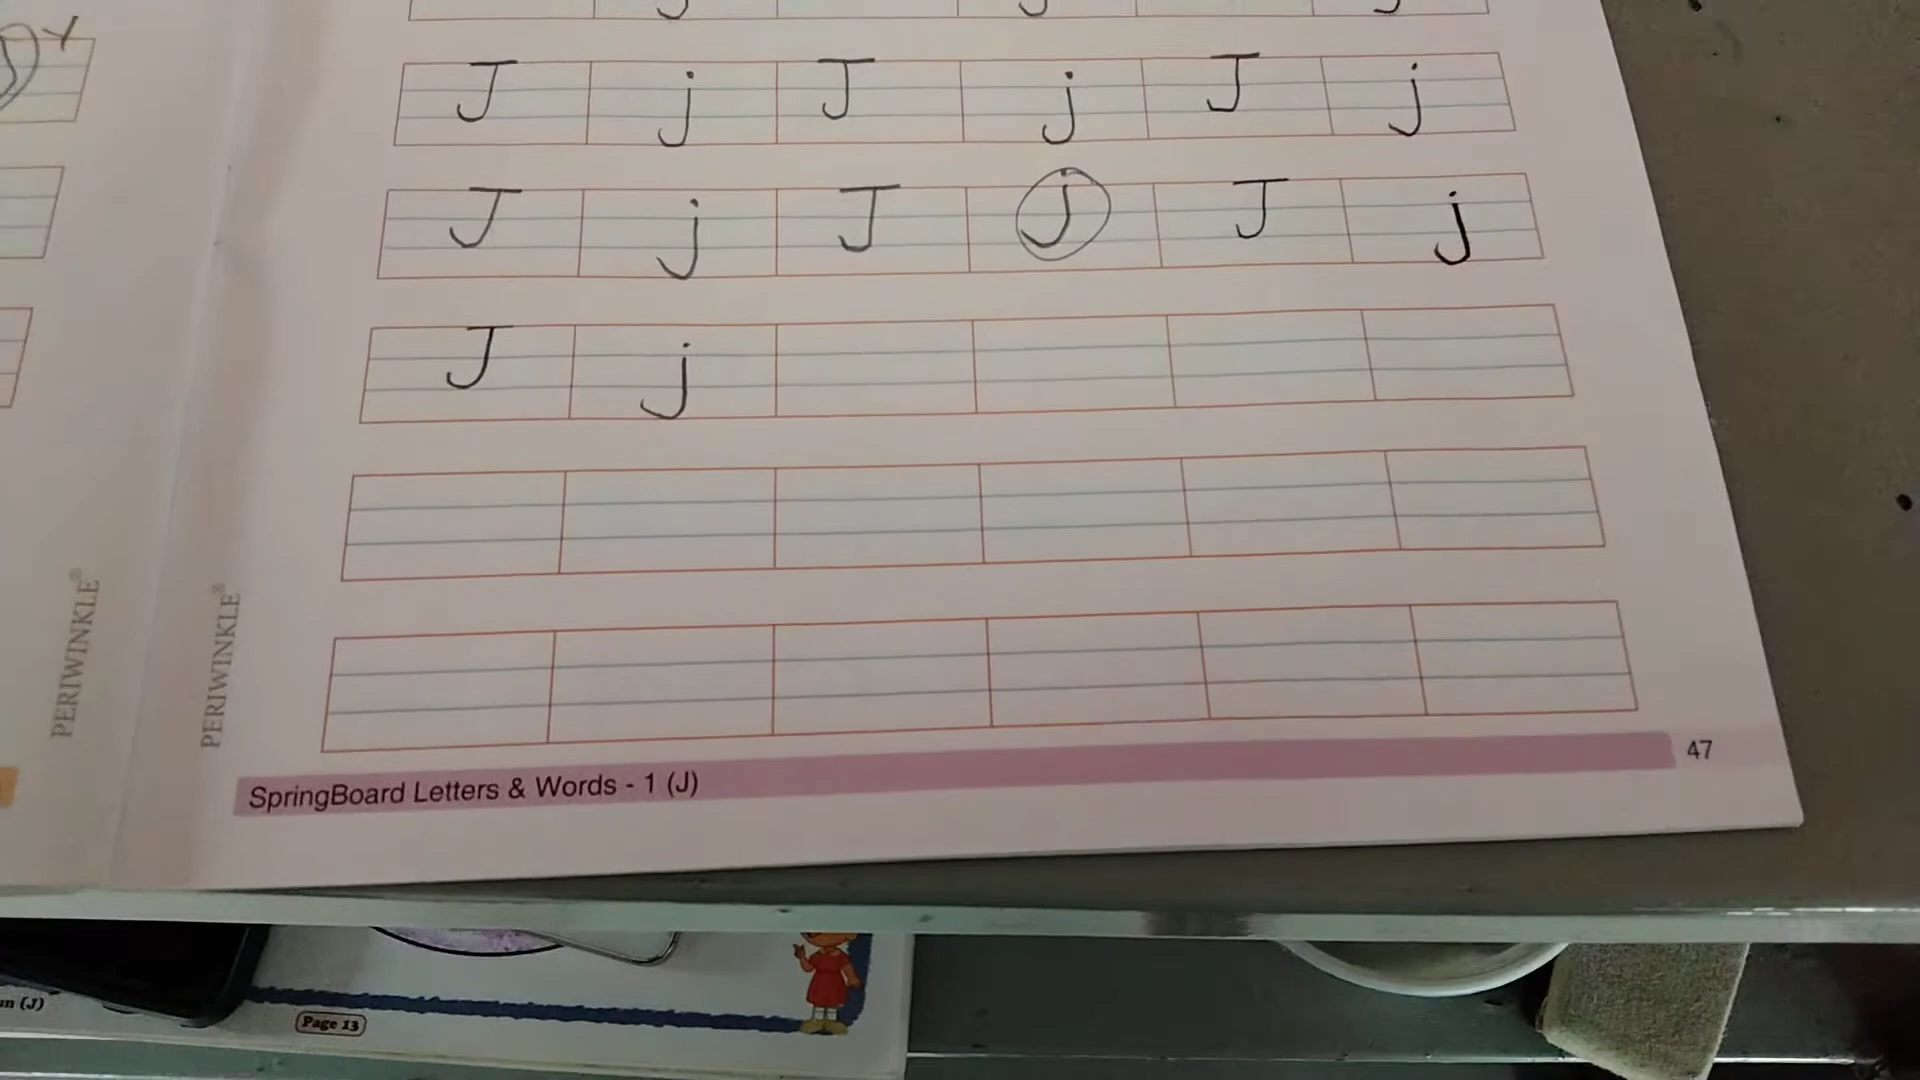 J j J j J j
J j J j J j
J j
PERIWINKLE®
PERIWINKLE®
SpringBoard Letters & Words - 1 (J)
47
(J)
Page 13